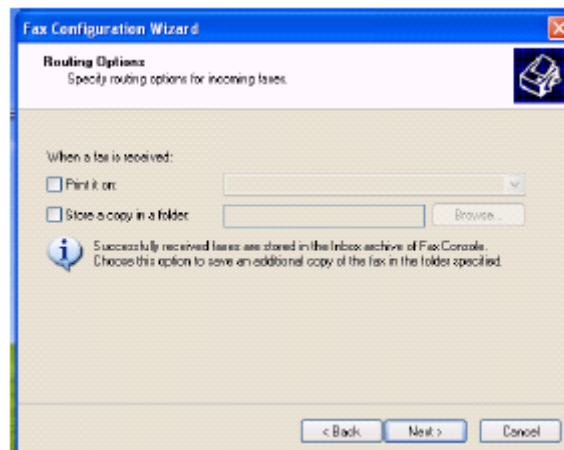 Fax Configuration Wizard
Routing Options
Specify routing options for incoming faxes.
When a fax is received:
Print it on:
Store a copy in a folder:
Browse...
Successfully received faxes are stored in the Inbox archive of Fax Console.
Choose this option to save an additional copy of the fax in the folder specified.
< Back
Next >
Cancel